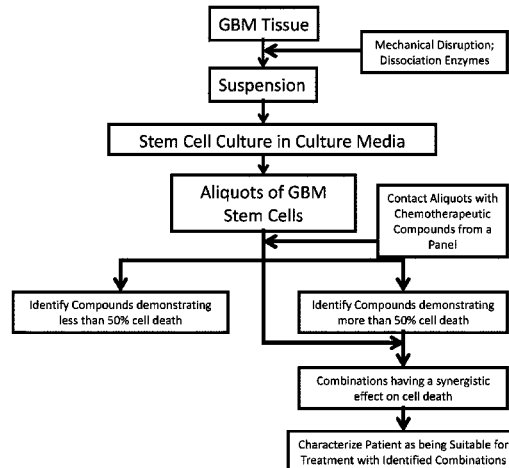 GBM Tissue
Mechanical Disruption;
Dissociation Enzymes
Suspension
Stem Cell Culture in Culture Media
Aliquots of GBM
Stem Cells
Contact Aliquots with
Chemotherapeutic
Compounds from a
Panel
Identify Compounds demonstrating
less than 50% cell death
Identify Compounds demonstrating
more than 50% cell death
Combinations having a synergistic
effect on cell death
Characterize Patient as being Suitable for
Treatment with Identified Combinations